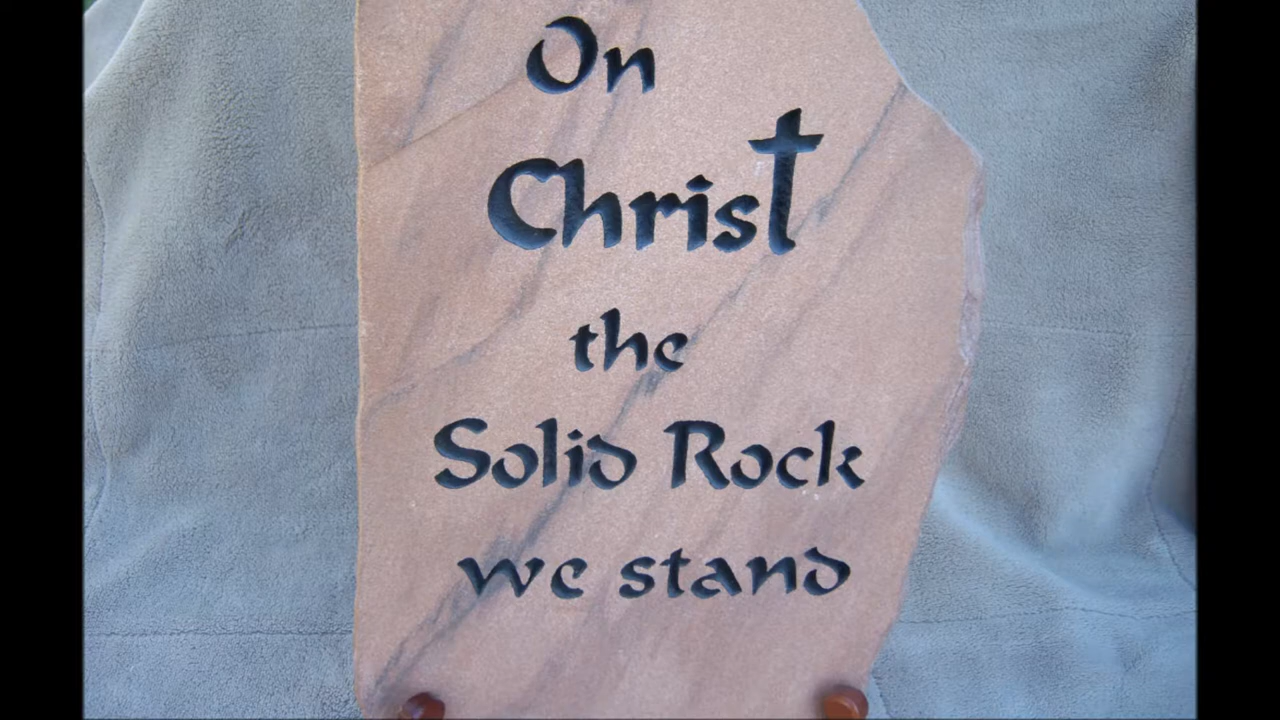 On
Christ
the
Solid Rock
we stand